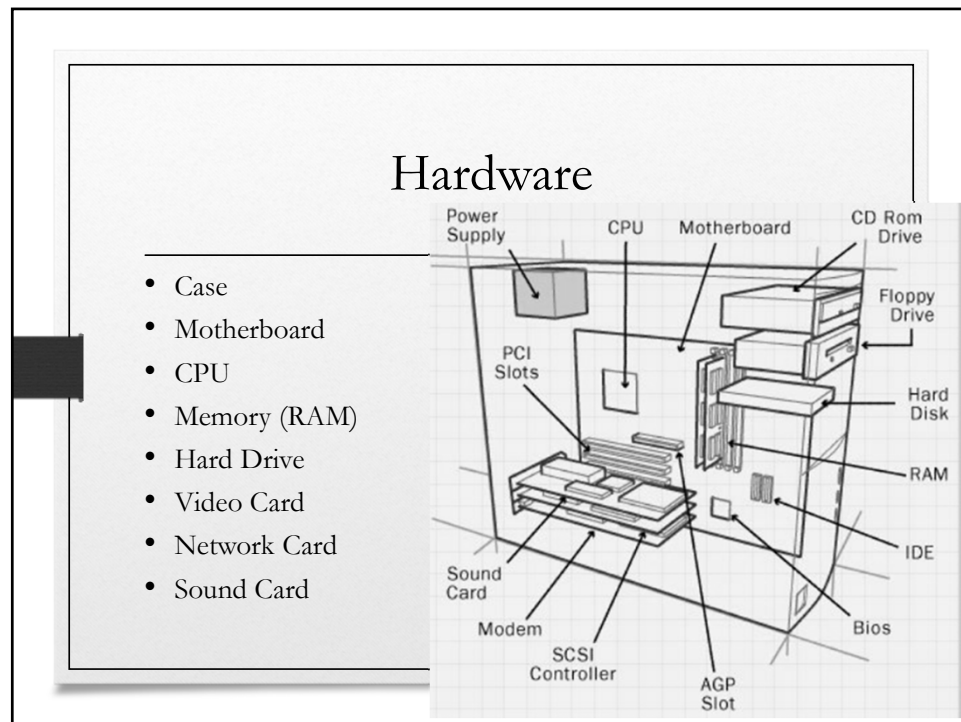 Hardware
• Case
• Motherboard
• CPU
• Memory (RAM)
• Hard Drive
• Video Card
• Network Card
• Sound Card
Power
Supply
CPU
Motherboard
CD Rom
Drive
Floppy
Drive
PCI
Slots
Hard
Disk
RAM
IDE
Sound
Card
Modem
SCSI
Controller
AGP
Slot
Bios